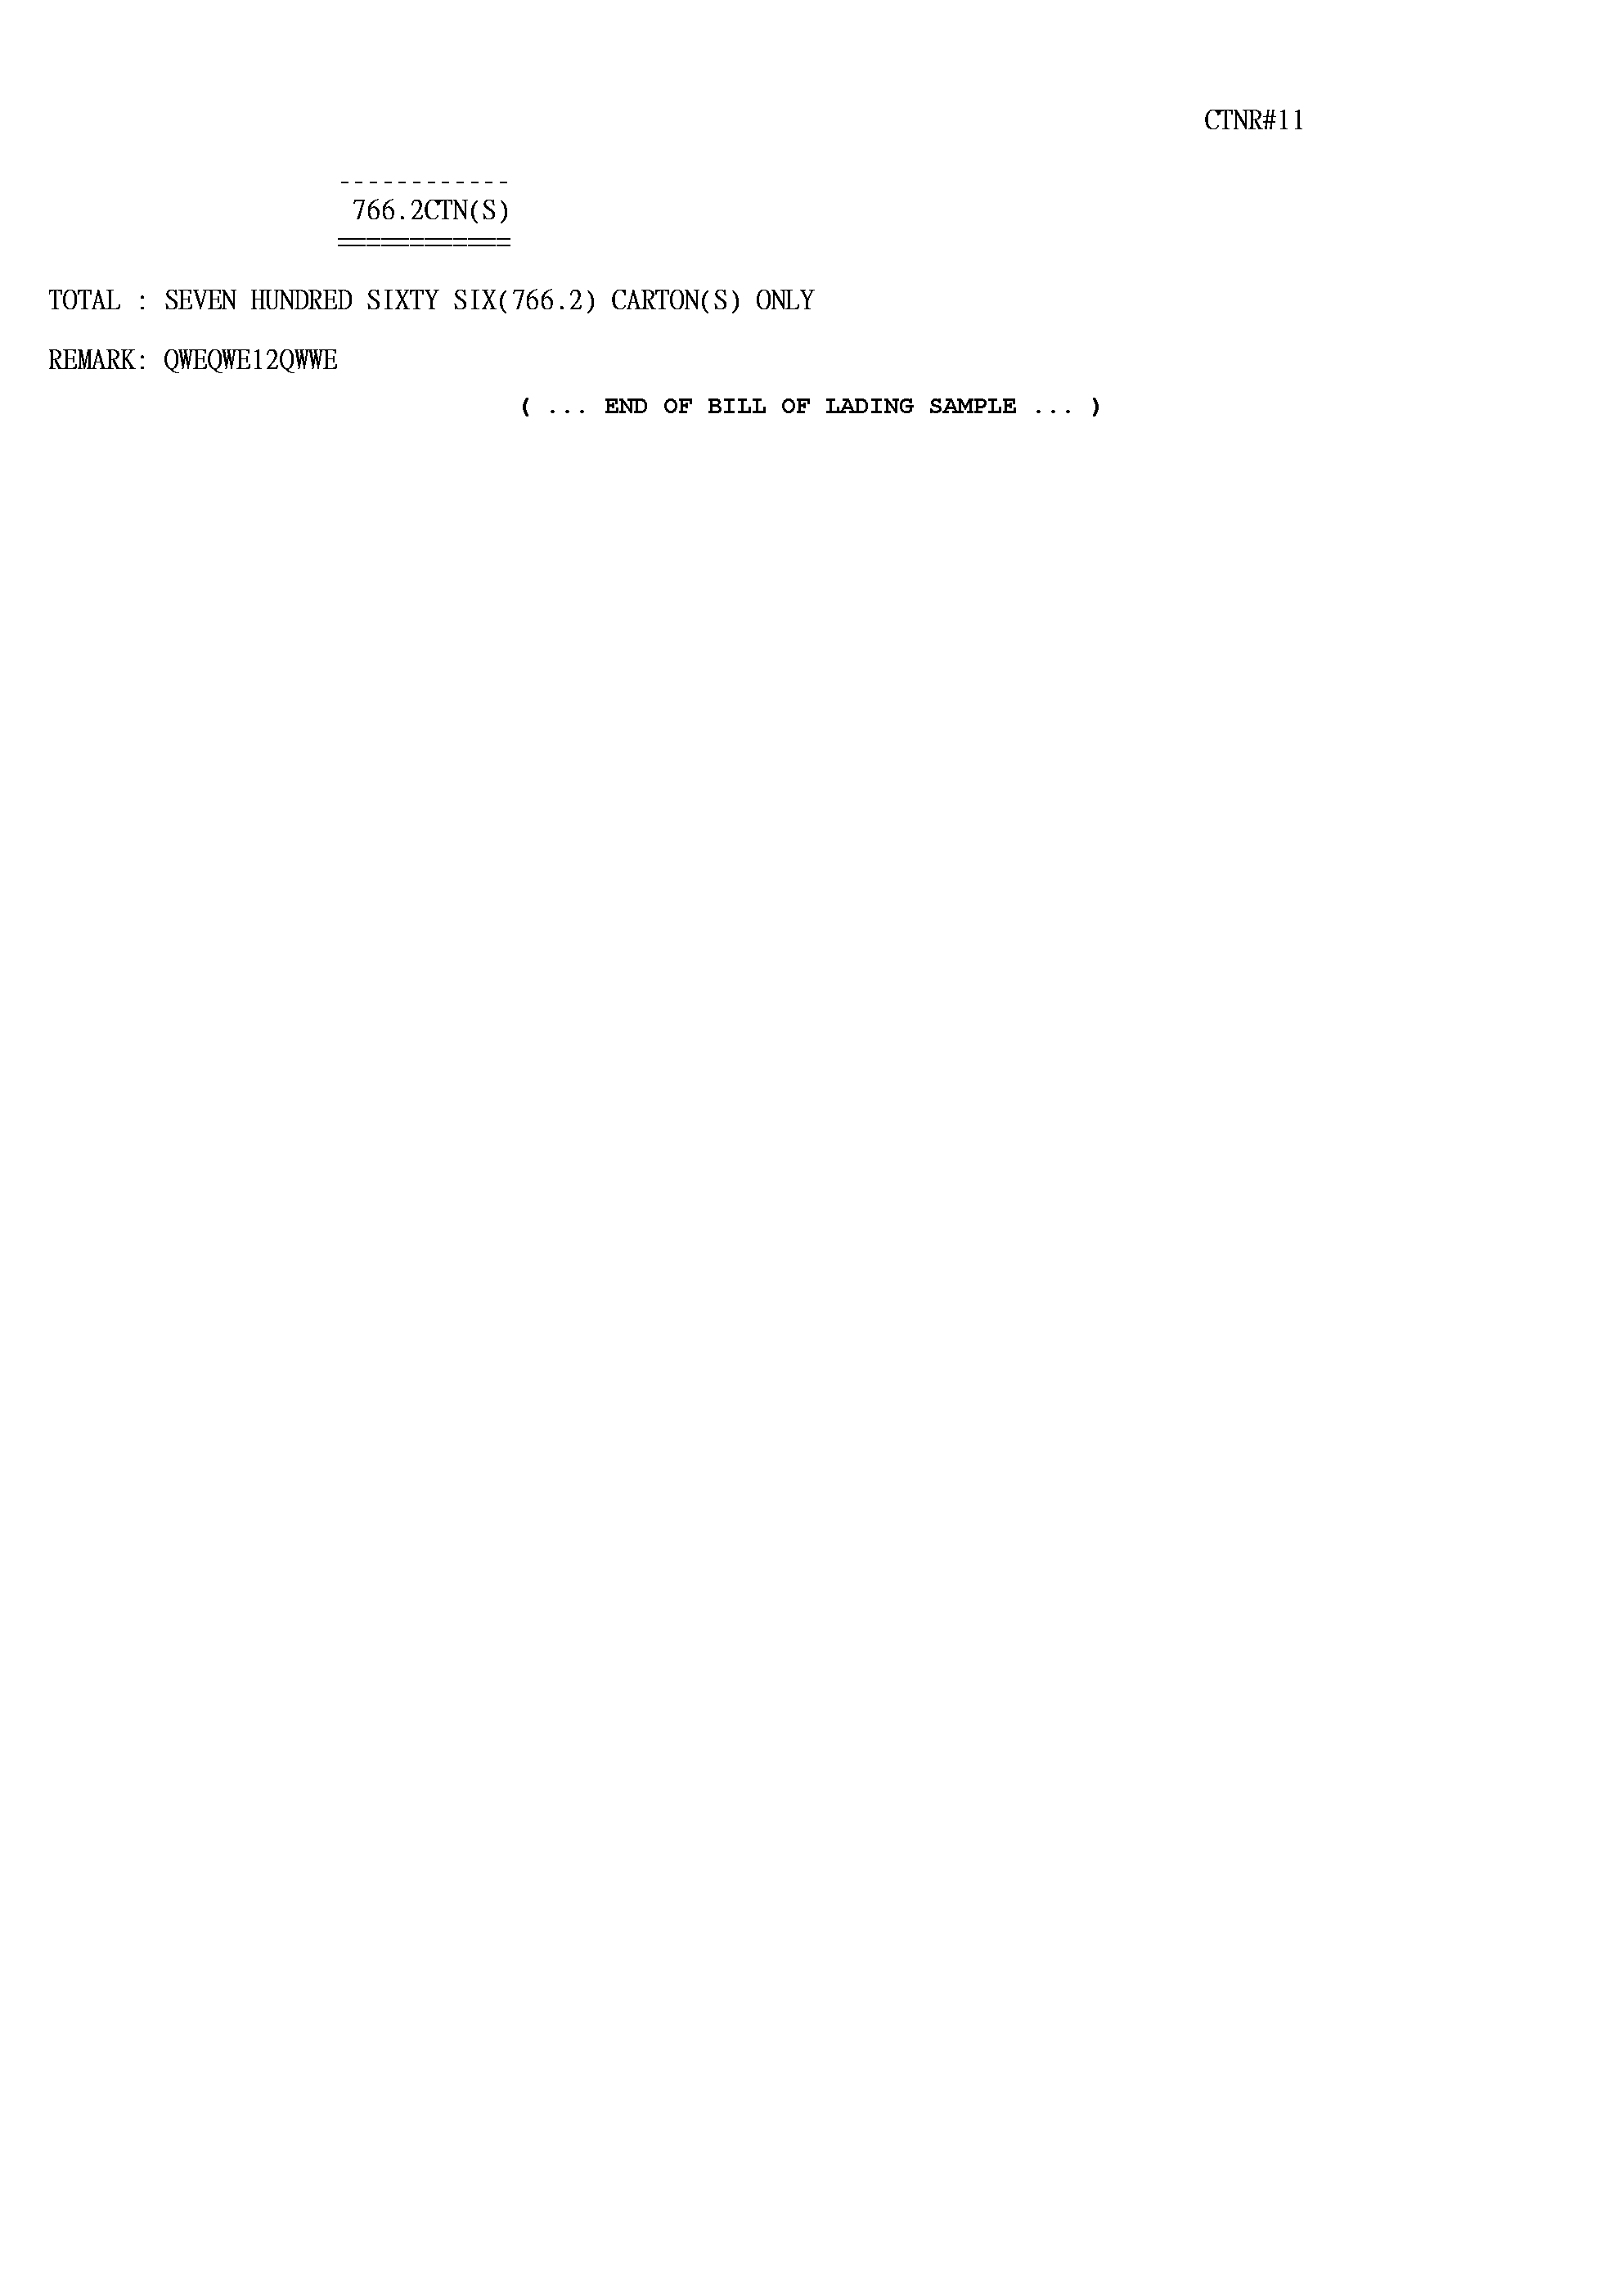 CTNR#11
------------
766.2CTN(S)
============
TOTAL : SEVEN HUNDRED SIXTY SIX(766.2) CARTON(S) ONLY
REMARK: QWEQWE12QWWE
( ... END OF BILL OF LADING SAMPLE ... )